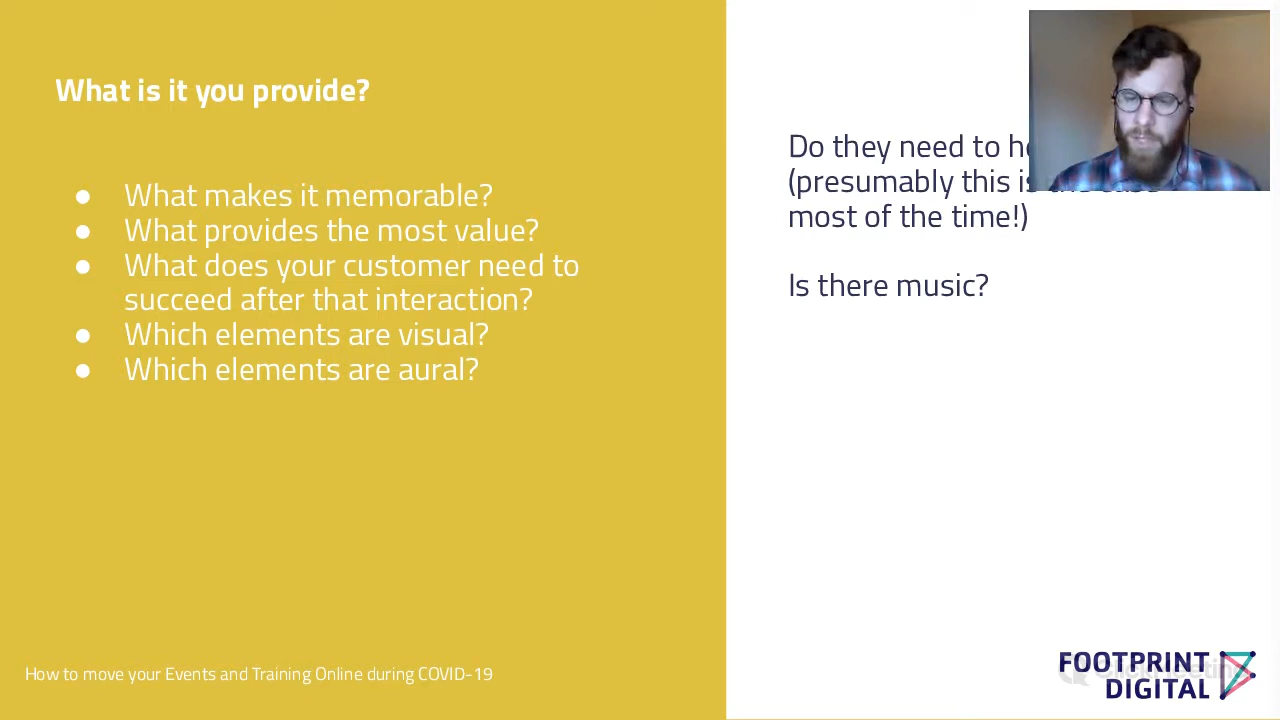 What is it you provide?
● What makes it memorable?
● What provides the most value?
● What does your customer need to
succeed after that interaction?
● Which elements are visual?
● Which elements are aural?
Do they need to
(presumably this is
most of the time!)
Is there music?
How to move your Events and Training Online during COVID-19
FOOTPRINT
DIGITAL
ClickMeeting